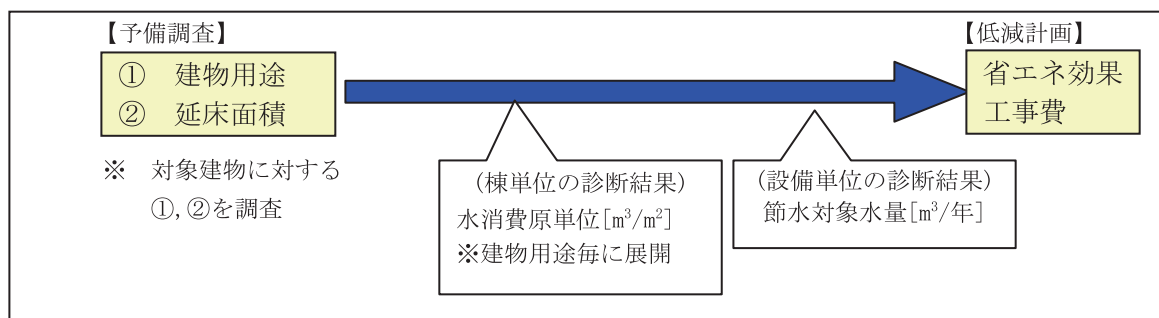 【予備調査】
① 建物用途
② 延床面積
※ 対象建物に対する
①,②を調査
(棟単位の診断結果)
水消費原単位[m³/m²]
※建物用途毎に展開
(設備単位の診断結果)
節水対象水量[m³/年]
【低減計画】
省エネ効果
工事費